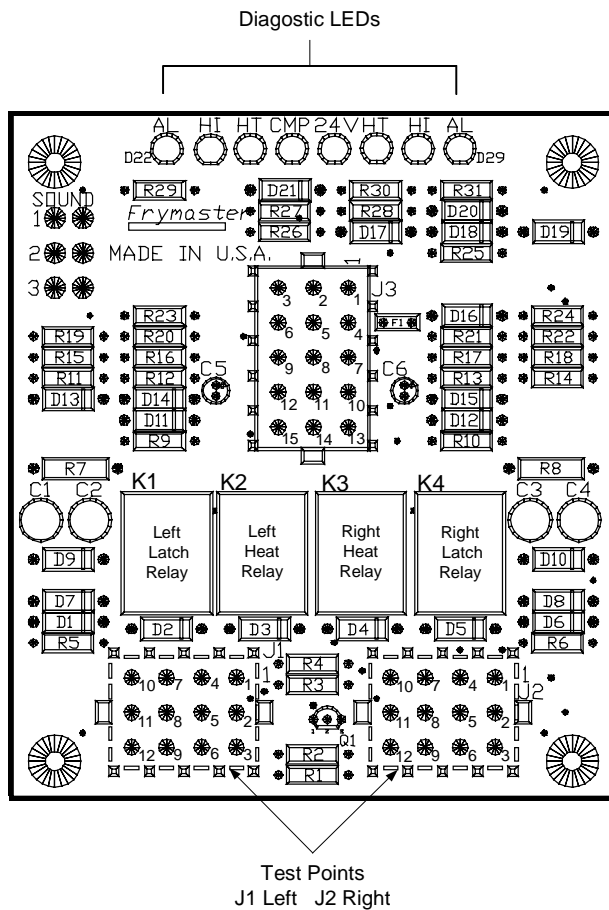 Diagostic LEDs
AL HI HT CMP 24V HT HI AL
D22 D29
R29 D21 R30 R31
SOUND
R27 R28 D20
1 Frymaster
R26 D17 D18 D19
2 MADE IN U.S.A. R25
3
1
J3
3 2 1
R23 F1 D16 R24
6 5 4
R19 R20 R21 R22
R15 R16 9 8 7 R17 R18
R11 R12 C5 C6 R13 R14
D13 D14 12 11 10 D15
D11 D12
R9 15 14 13 R10
R7 R8
K1 K2 K3 K4
C1 C2 C3 C4
Left
Latch
Relay
Left
Heat
Relay
Right
Heat
Relay
Right
Latch
Relay
D9 D10
D7 D8
D1 D2 D3 D4 D5 D6
R5 J1 R6
R4
1 1
10 7 4 1 R3 10 7 4 1
J2
11 8 5 2 11 8 5 2
1 2 3
Q1
12 9 6 3 R2 12 9 6 3
R1
Test Points
J1 Left J2 Right